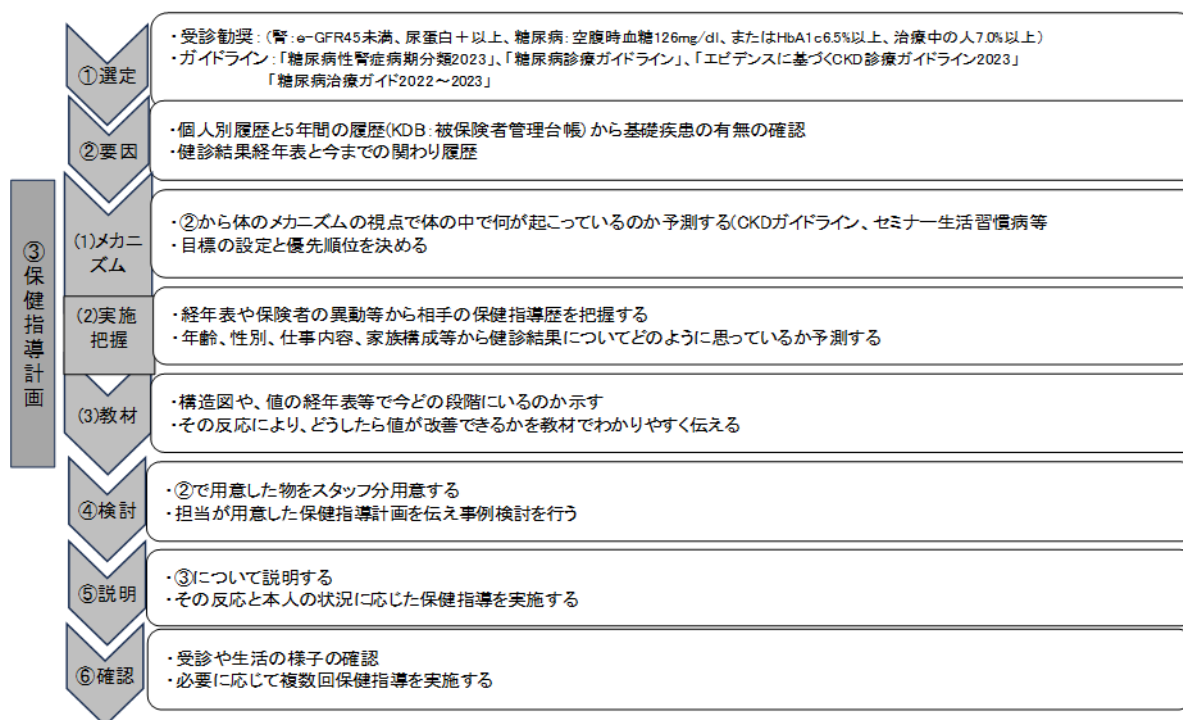 ①選定
・受診勧奨：（腎：e-GFR45未満、尿蛋白＋以上、糖尿病：空腹時血糖126mg/dl、またはHbA1c6.5%以上、治療中の人7.0%以上）
・ガイドライン：「糖尿病性腎症病期分類2023」、「糖尿病診療ガイドライン」、「エビデンスに基づくCKD診療ガイドライン2023」
「糖尿病治療ガイド2022～2023」
②要因
・個人別履歴と5年間の履歴(KDB：被保険者管理台帳)から基礎疾患の有無の確認
・健診結果経年表と今までの関わり履歴
③保健指導計画
(1)メカニ
ズム
・②から体のメカニズムの視点で体の中で何が起こっているのか予測する(CKDガイドライン、セミナー生活習慣病等
・目標の設定と優先順位を決める
(2)実施
把握
・経年表や保険者の異動等から相手の保健指導歴を把握する
・年齢、性別、仕事内容、家族構成等から健診結果についてどのように思っているか予測する
(3)教材
・構造図や、値の経年表等で今どの段階にいるのか示す
・その反応により、どうしたら値が改善できるかを教材でわかりやすく伝える
④検討
・②で用意した物をスタッフ分用意する
・担当が用意した保健指導計画を伝え事例検討を行う
⑤説明
・③について説明する
・その反応と本人の状況に応じた保健指導を実施する
⑥確認
・受診や生活の様子の確認
・必要に応じて複数回保健指導を実施する